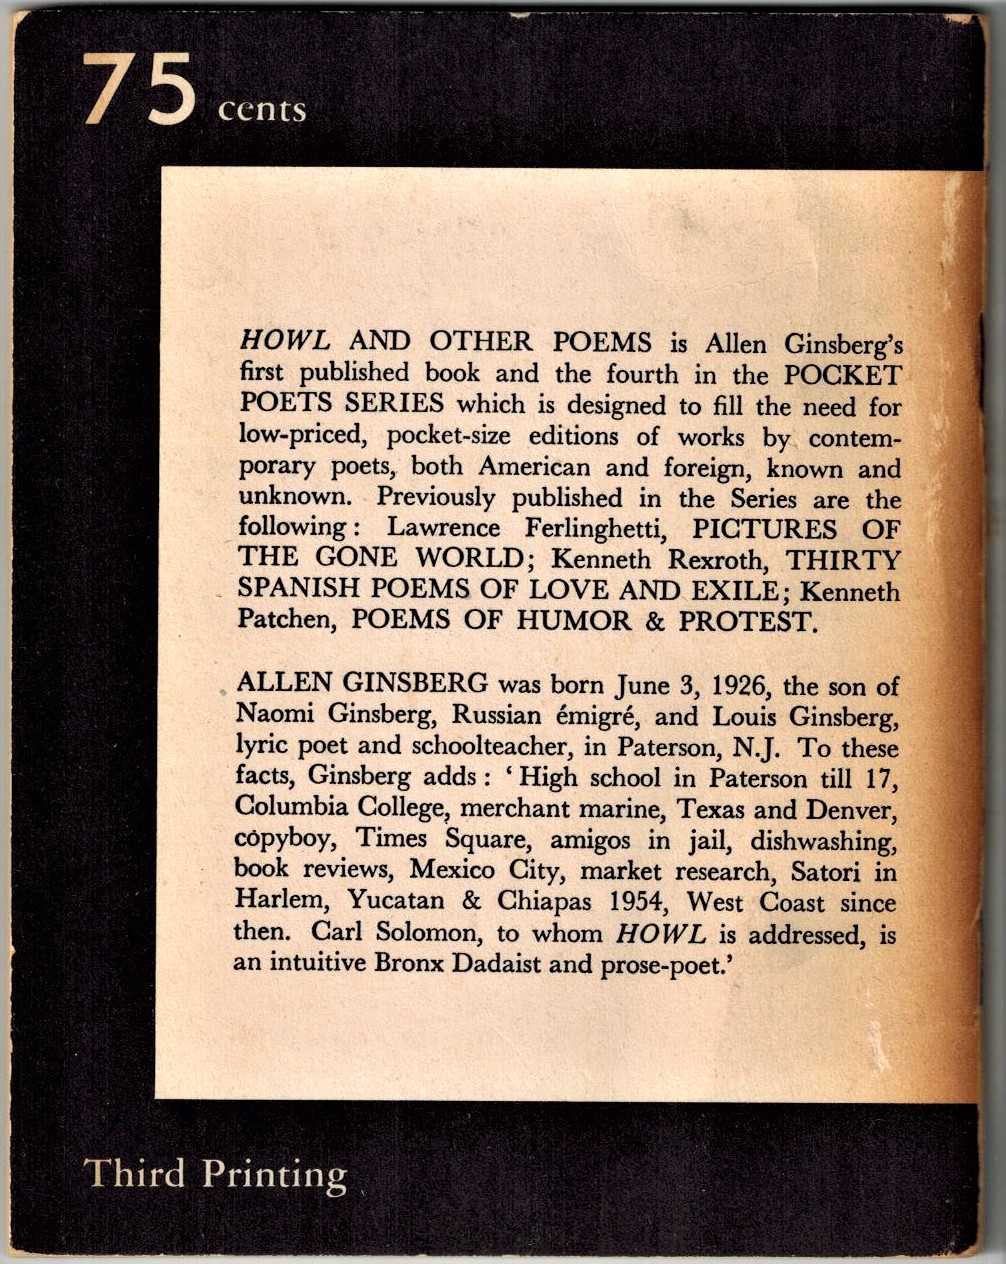 75 cents
HOWL AND OTHER POEMS is Allen Ginsberg's
first published book and the fourth in the POCKET
POETS SERIES which is designed to fill the need for
low-priced, pocket-size editions of works by contem-
porary poets, both American and foreign, known and
unknown. Previously published in the Series are the
following : Lawrence Ferlinghetti, PICTURES OF
THE GONE WORLD; Kenneth Rexroth, THIRTY
SPANISH POEMS OF LOVE AND EXILE; Kenneth
Patchen, POEMS OF HUMOR & PROTEST.
ALLEN GINSBERG was born June 3, 1926, the son of
Naomi Ginsberg, Russian émigré, and Louis Ginsberg,
lyric poet and schoolteacher, in Paterson, N.J. To these
facts, Ginsberg adds : ‘High school in Paterson till 17,
Columbia College, merchant marine, Texas and Denver,
copyboy, Times Square, amigos in jail, dishwashing,
book reviews, Mexico City, market research, Satori in
Harlem, Yucatan & Chiapas 1954, West Coast since
then. Carl Solomon, to whom HOWL is addressed, is
an intuitive Bronx Dadaist and prose-poet.’
Third Printing